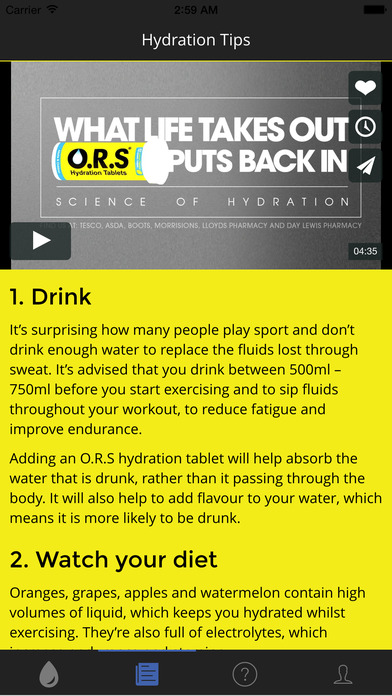 Carrier 2:59 AM
Hydration Tips
WHAT LIFE TAKES OUT
O.R.S PUTS BACK IN
Hydration Tablets
SCIENCE OF HYDRATION
AT: TESCO, ASDA, BOOTS, MORRISONS, LLOYDS PHARMACY AND DAY LEWIS PHARMACY
04:35
1. Drink
It’s surprising how many people play sport and don’t
drink enough water to replace the fluids lost through
sweat. It’s advised that you drink between 500ml –
750ml before you start exercising and to sip fluids
throughout your workout, to reduce fatigue and
improve endurance.
Adding an O.R.S hydration tablet will help absorb the
water that is drunk, rather than it passing through the
body. It will also help to add flavour to your water, which
means it is more likely to be drunk.
2. Watch your diet
Oranges, grapes, apples and watermelon contain high
volumes of liquid, which keeps you hydrated whilst
exercising. They’re also full of electrolytes, which